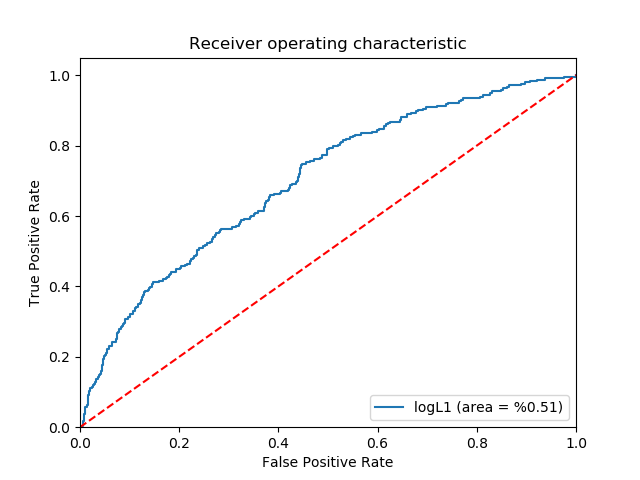 Receiver operating characteristic
1.0
0.8
0.6
0.4
0.2
0.0
True Positive Rate
logL1 (area = %0.51)
0.0 0.2 0.4 0.6 0.8 1.0
False Positive Rate